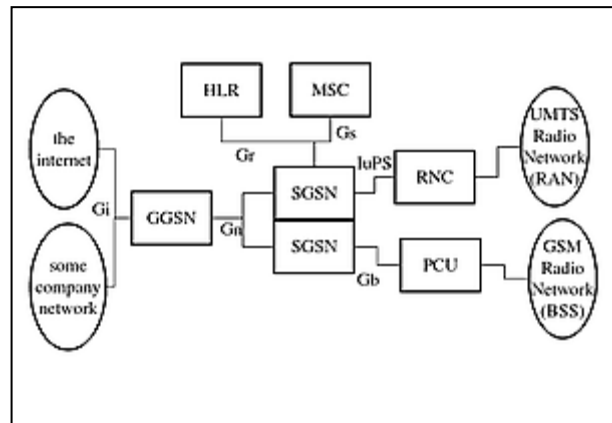 HLR
MSC
Gr
Gs
the
internet
Gi
some
company
network
GGSN
Gn
SGSN
SGSN
IuPS
RNC
UMTS
Radio
Network
(RAN)
Gb
PCU
GSM
Radio
Network
(BSS)